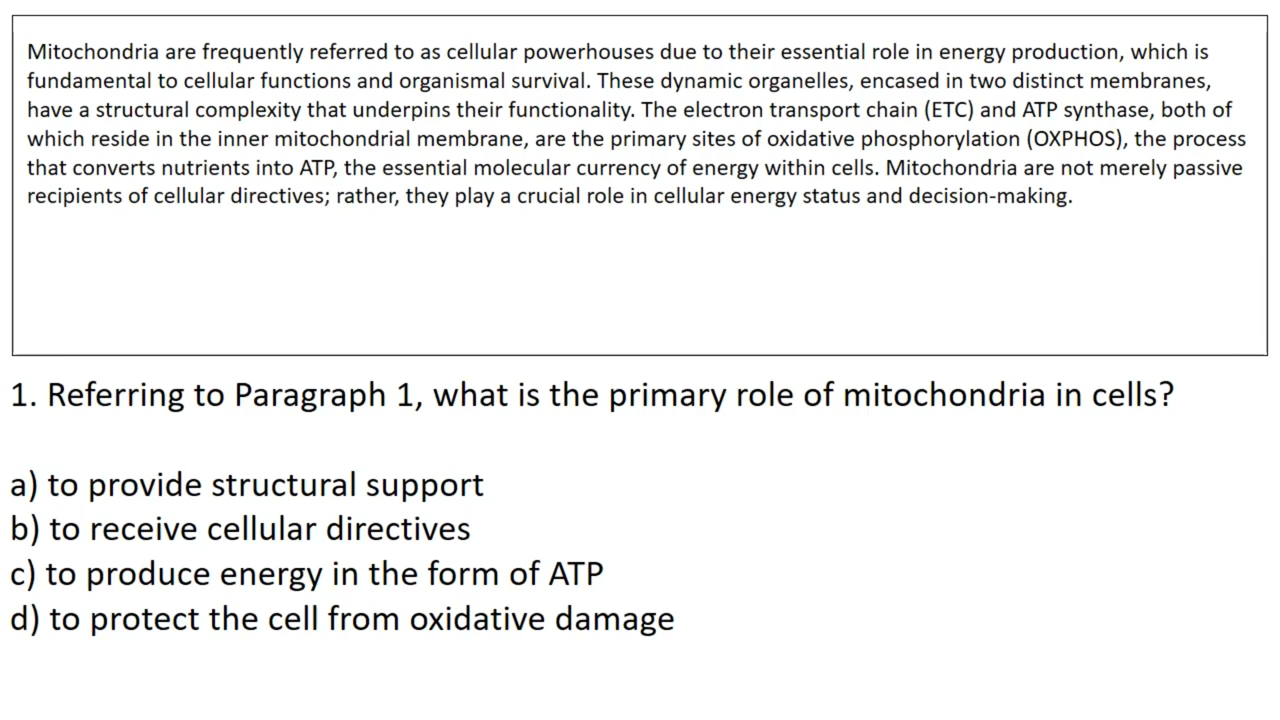 Mitochondria are frequently referred to as cellular powerhouses due to their essential role in energy production, which is
fundamental to cellular functions and organismal survival. These dynamic organelles, encased in two distinct membranes,
have a structural complexity that underpins their functionality. The electron transport chain (ETC) and ATP synthase, both of
which reside in the inner mitochondrial membrane, are the primary sites of oxidative phosphorylation (OXPHOS), the process
that converts nutrients into ATP, the essential molecular currency of energy within cells. Mitochondria are not merely passive
recipients of cellular directives; rather, they play a crucial role in cellular energy status and decision-making.
1. Referring to Paragraph 1, what is the primary role of mitochondria in cells?
a) to provide structural support
b) to receive cellular directives
c) to produce energy in the form of ATP
d) to protect the cell from oxidative damage